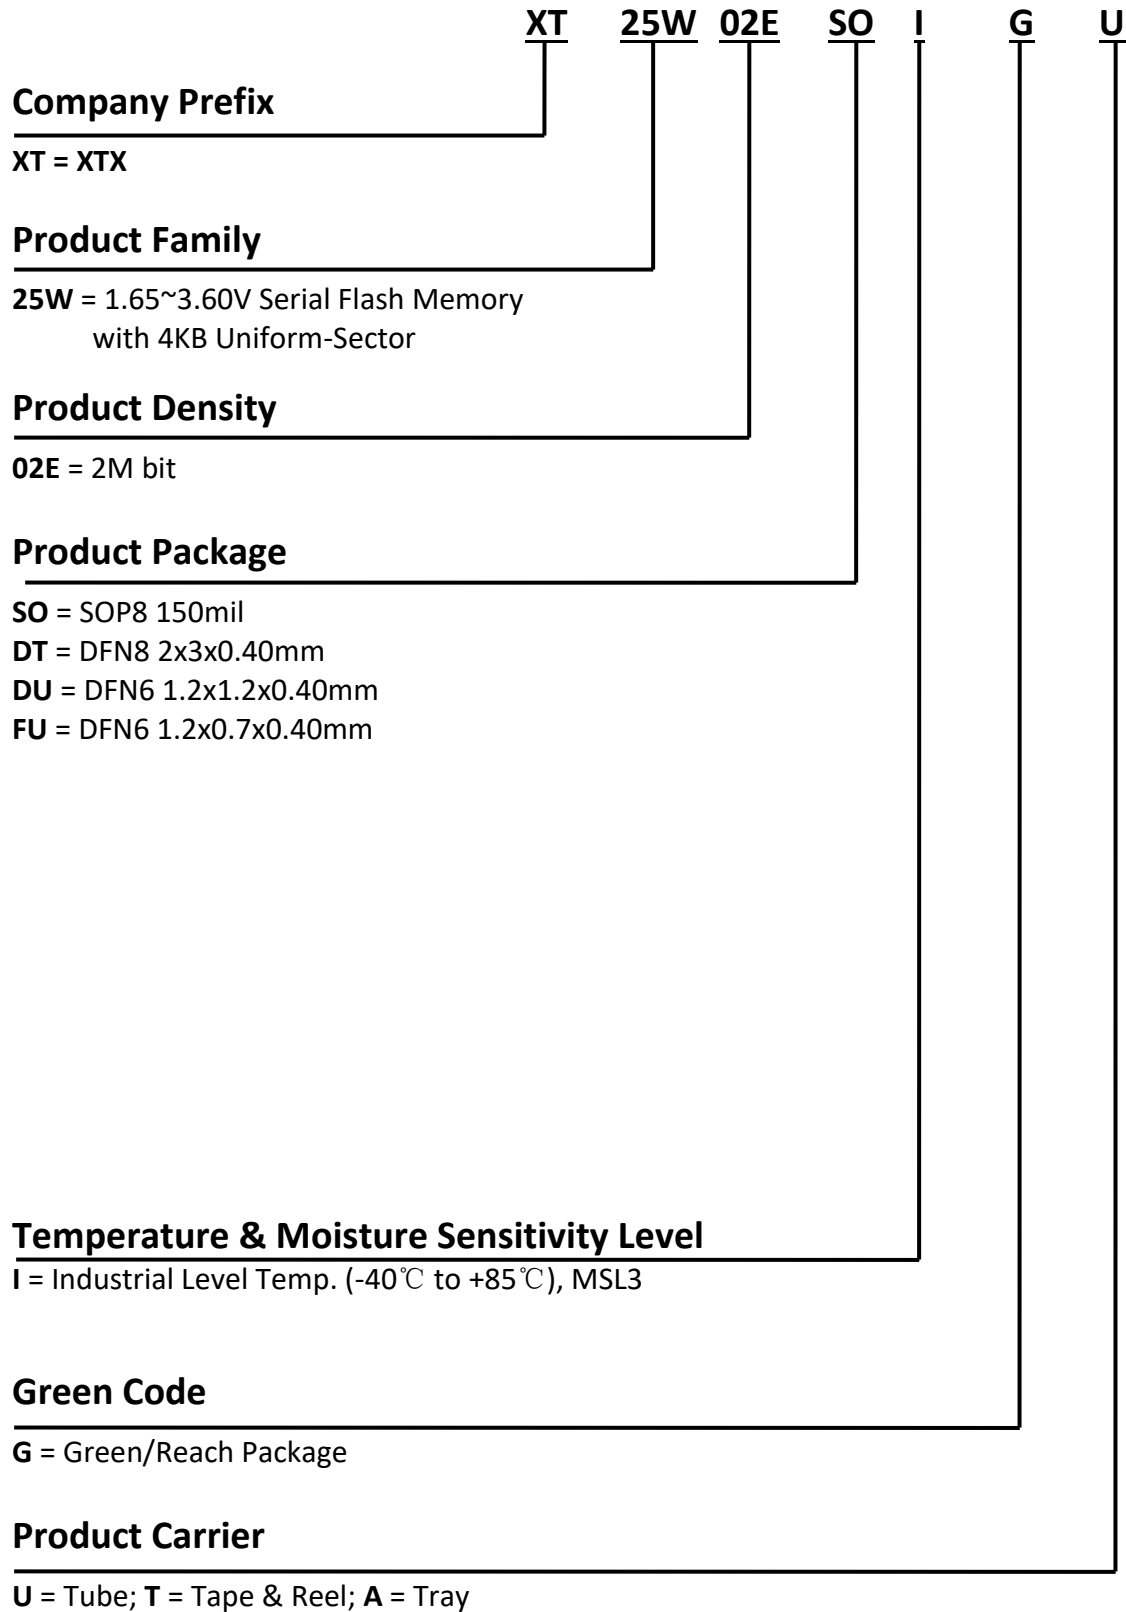 XT 25W 02E SO I G U
Company Prefix
XT = XTX
Product Family
25W = 1.65~3.60V Serial Flash Memory
with 4KB Uniform-Sector
Product Density
02E = 2M bit
Product Package
SO = SOP8 150mil
DT = DFN8 2x3x0.40mm
DU = DFN6 1.2x1.2x0.40mm
FU = DFN6 1.2x0.7x0.40mm
Temperature & Moisture Sensitivity Level
I = Industrial Level Temp. (-40℃ to +85℃), MSL3
Green Code
G = Green/Reach Package
Product Carrier
U = Tube; T = Tape & Reel; A = Tray